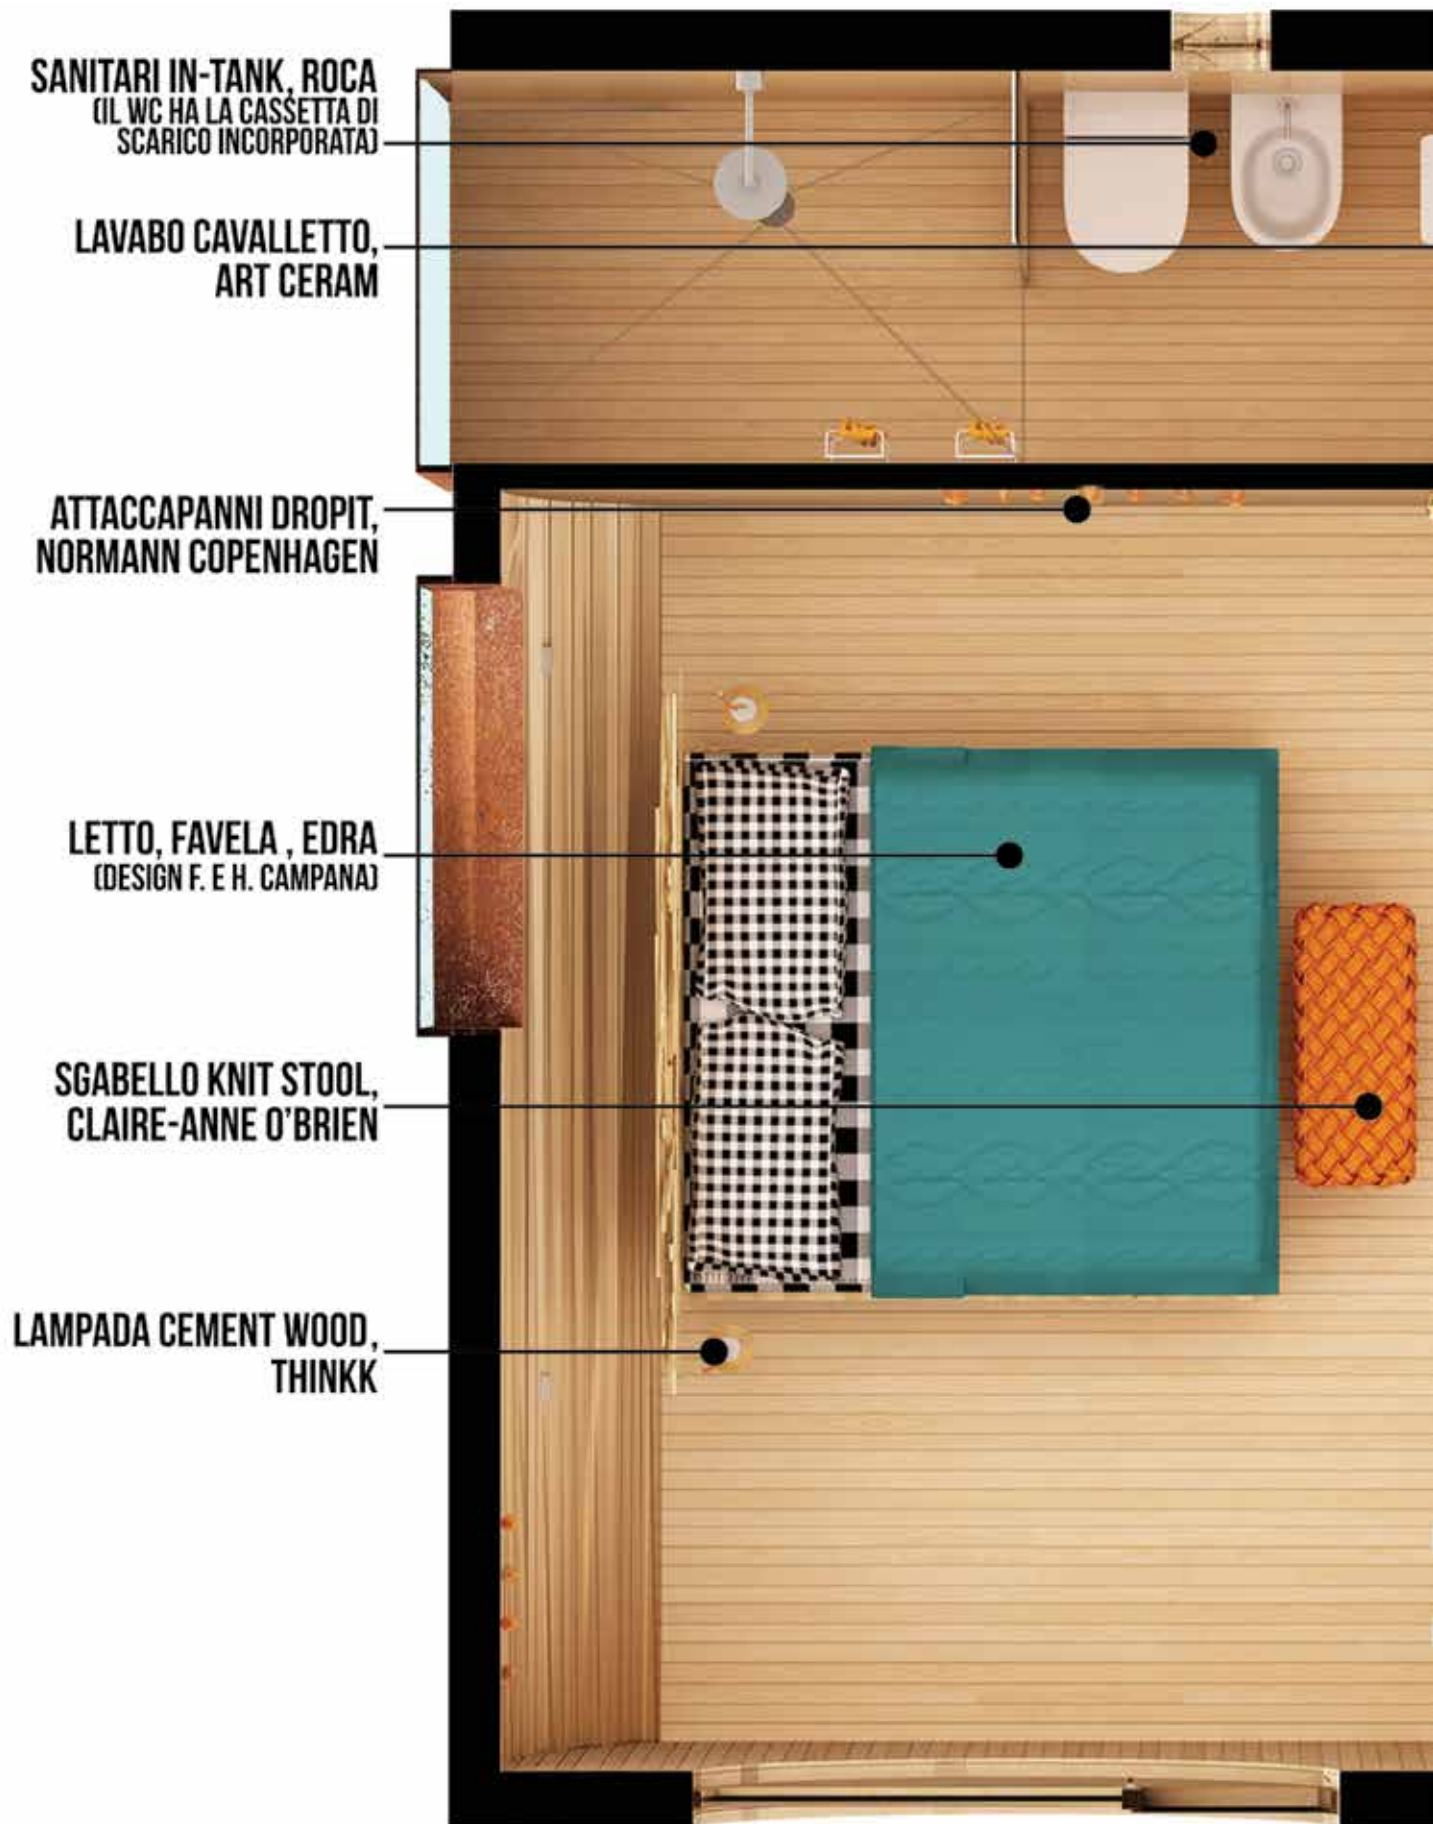 SANITARI IN-TANK, ROCA
(IL WC HA LA CASSETTA DI
SCARICO INCORPORATA)
LAVABO CAVALLETTO,
ART CERAM
ATTACCAPANNI DROPIT,
NORMANN COPENHAGEN
LETTO, FAVELA , EDRA
(DESIGN F. E H. CAMPANA)
SGABELLO KNIT STOOL,
CLAIRE-ANNE O'BRIEN
LAMPADA CEMENT WOOD,
THINKK